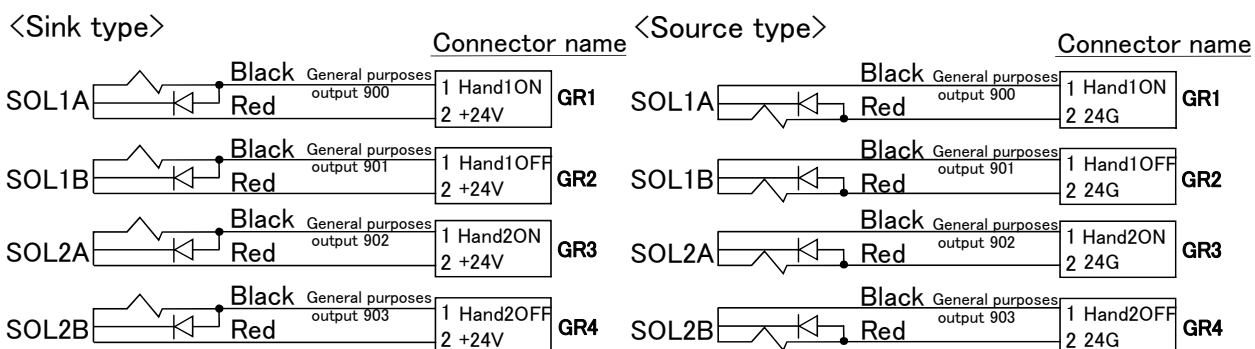 <Sink type>
Connector name
SOL1A
Black
General purposes
output 900
Red
1 Hand1ON
2 +24V
GR1
SOL1B
Black
General purposes
output 901
Red
1 Hand1OFF
2 +24V
GR2
SOL2A
Black
General purposes
output 902
Red
1 Hand2ON
2 +24V
GR3
SOL2B
Black
General purposes
output 903
Red
1 Hand2OFF
2 +24V
GR4
<Source type>
Connector name
SOL1A
Black
General purposes
output 900
Red
1 Hand1ON
2 24G
GR1
SOL1B
Black
General purposes
output 901
Red
1 Hand1OFF
2 24G
GR2
SOL2A
Black
General purposes
output 902
Red
1 Hand2ON
2 24G
GR3
SOL2B
Black
General purposes
output 903
Red
1 Hand2OFF
2 24G
GR4